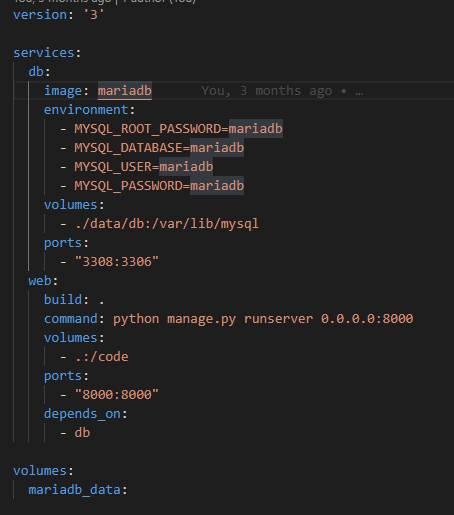 You, 3 months ago | 1 author (You)
version: '3'

services:
  db:
    image: mariadb You, 3 months ago • …
    environment:
      - MYSQL_ROOT_PASSWORD=mariadb
      - MYSQL_DATABASE=mariadb
      - MYSQL_USER=mariadb
      - MYSQL_PASSWORD=mariadb
    volumes:
      - ./data/db:/var/lib/mysql
    ports:
      - "3308:3306"
  web:
    build: .
    command: python manage.py runserver 0.0.0.0:8000
    volumes:
      - .:/code
    ports:
      - "8000:8000"
    depends_on:
      - db

volumes:
  mariadb_data: